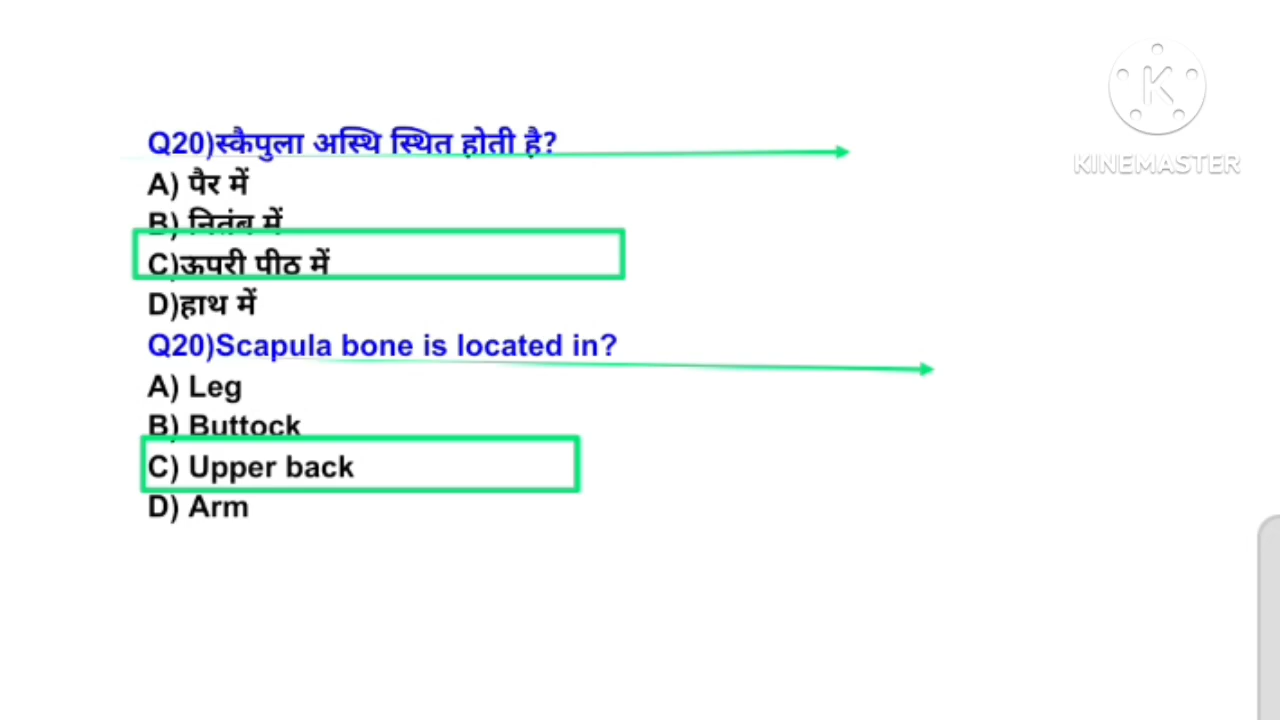 Q20)स्कैपुला अस्थि स्थित होती है?
A) पैर में
B) नितंब में
C)ऊपरी पीठ में
D)हाथ में
Q20)Scapula bone is located in?
A) Leg
B) Buttock
C) Upper back
D) Arm
K
KINEMASTER